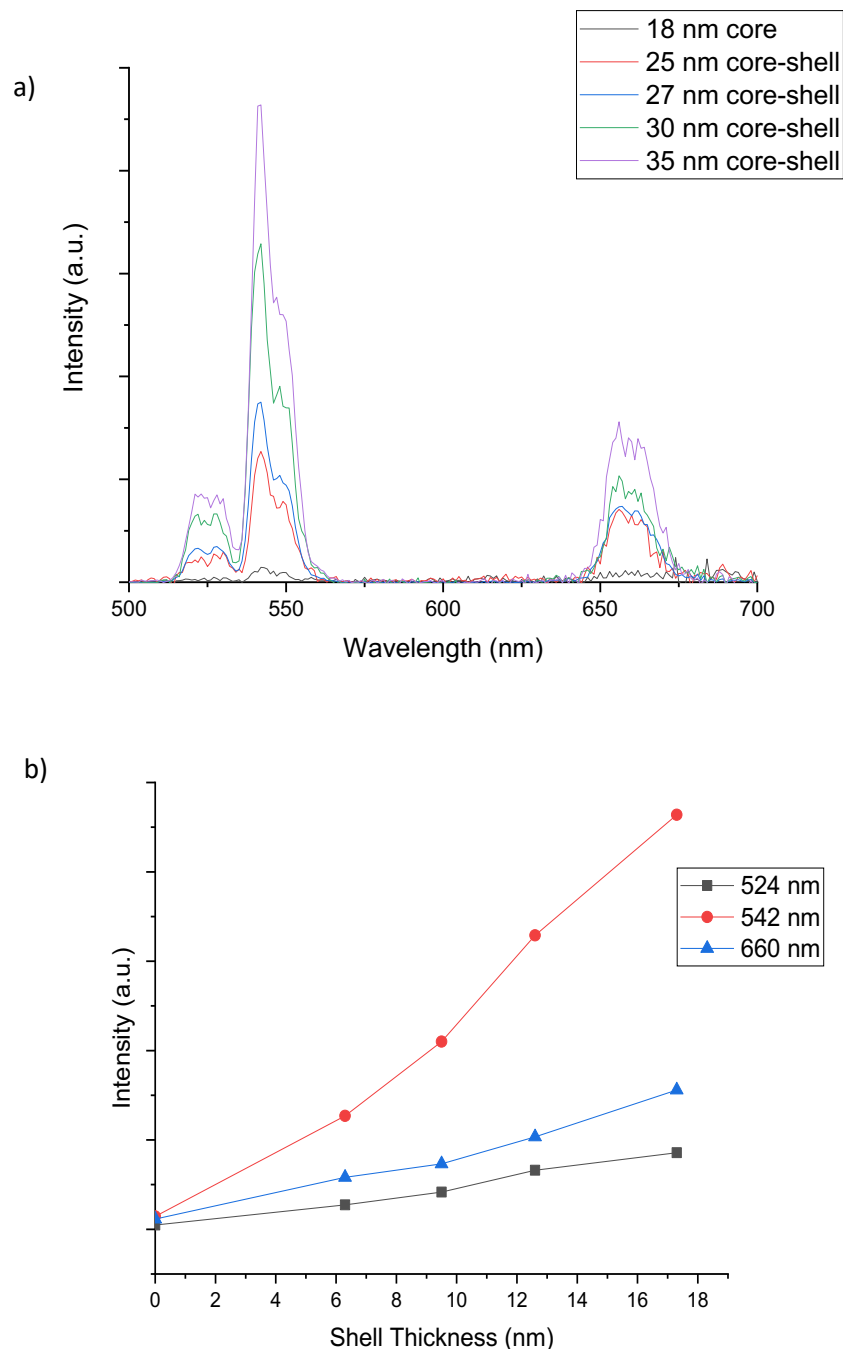 18 nm core
25 nm core-shell
27 nm core-shell
30 nm core-shell
35 nm core-shell
a)
Intensity (a.u.)
500 550 600 650 700
Wavelength (nm)
b)
524 nm
542 nm
660 nm
Intensity (a.u.)
0 2 4 6 8 10 12 14 16 18
Shell Thickness (nm)